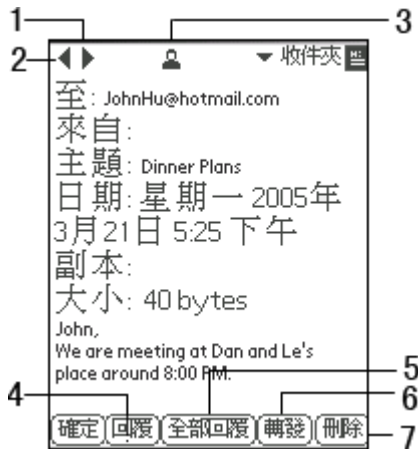 1
3
2
收件夾
至: JohnHu@hotmail.com
來自:
主題: Dinner Plans
日期: 星期一 2005年
3月21日 5:25 下午
副本:
大小: 40 bytes
John,
We are meeting at Dan and Le's
place around 8:00 PM.
5
4
6
確定 回覆 全部回覆 轉發 刪除
7